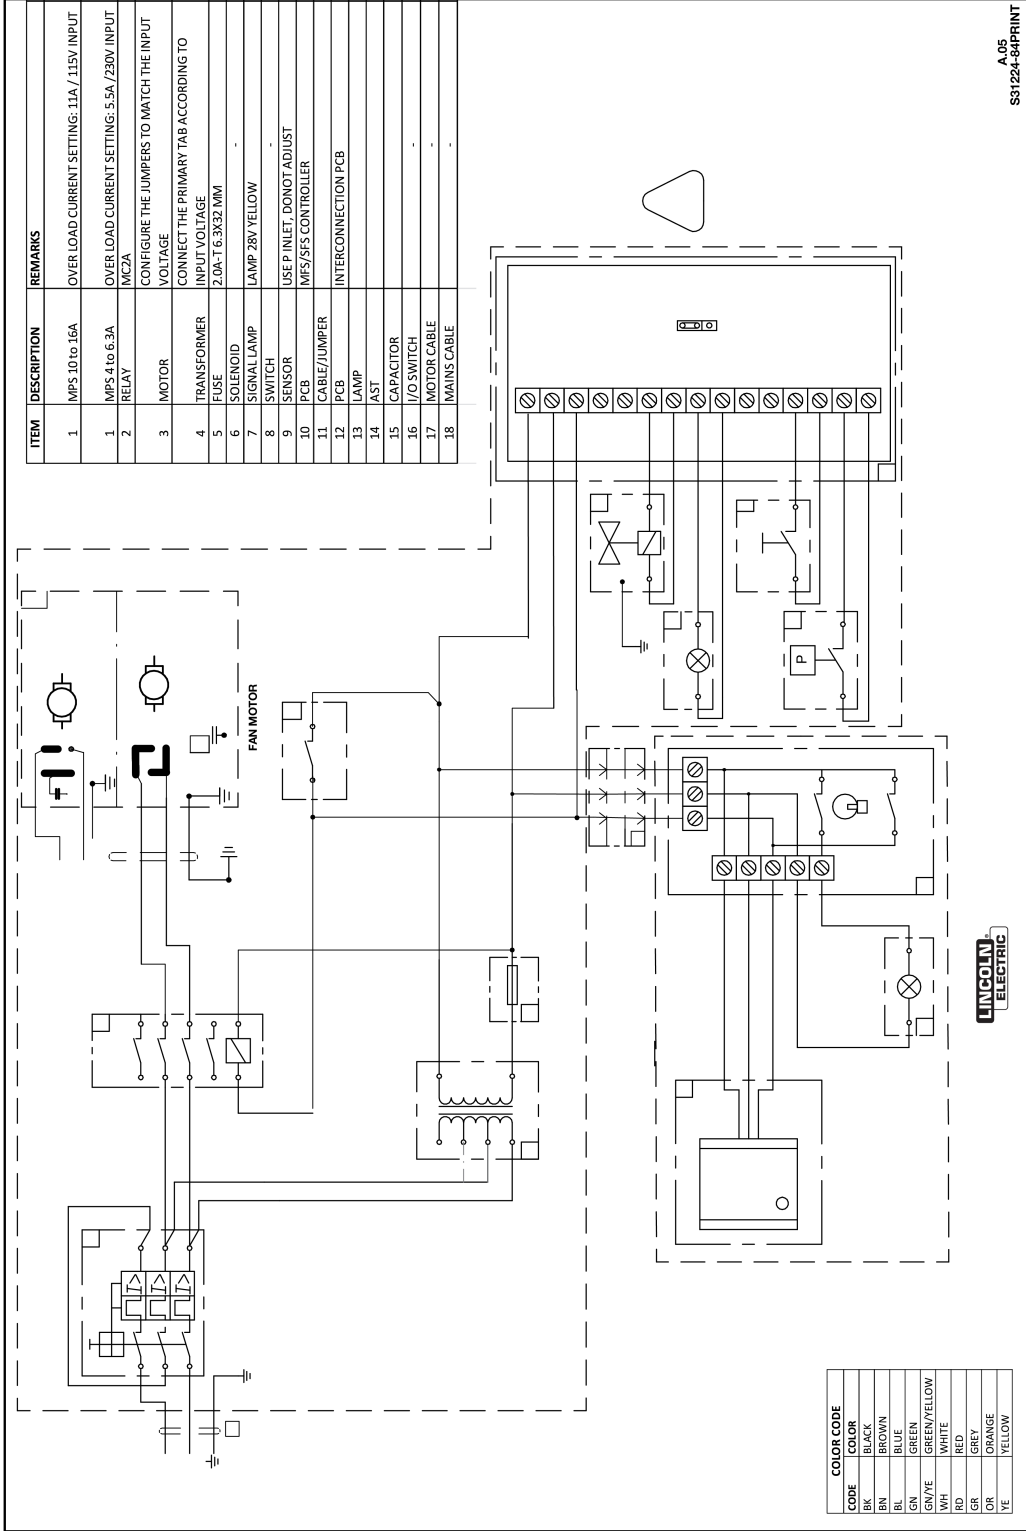 ITEM DESCRIPTION REMARKS
1 MPS 10 to 16A OVER LOAD CURRENT SETTING: 11A / 115V INPUT
1 MPS 4 to 6.3A OVER LOAD CURRENT SETTING: 5.5A /230V INPUT
2 RELAY MC2A
3 MOTOR CONFIGURE THE JUMPERS TO MATCH THE INPUT
VOLTAGE
4 TRANSFORMER CONNECT THE PRIMARY TAB ACCORDING TO
INPUT VOLTAGE
5 FUSE 2.0A-T 6.3X32 MM
6 SOLENOID -
7 SIGNAL LAMP LAMP 28V YELLOW
8 SWITCH -
9 SENSOR USE P INLET, DONOT ADJUST
10 PCB MFS/SFS CONTROLLER
11 CABLE/JUMPER
12 PCB INTERCONNECTION PCB
13 LAMP
14 AST
15 CAPACITOR
16 I/O SWITCH -
17 MOTOR CABLE -
18 MAINS CABLE -
FAN MOTOR
P
COLOR CODE
CODE COLOR
BK BLACK
BN BROWN
BL BLUE
GN GREEN
GN/YE GREEN/YELLOW
WH WHITE
RD RED
GR GREY
OR ORANGE
YE YELLOW
LINCOLN®
ELECTRIC
A.05
S31224-84PRINT